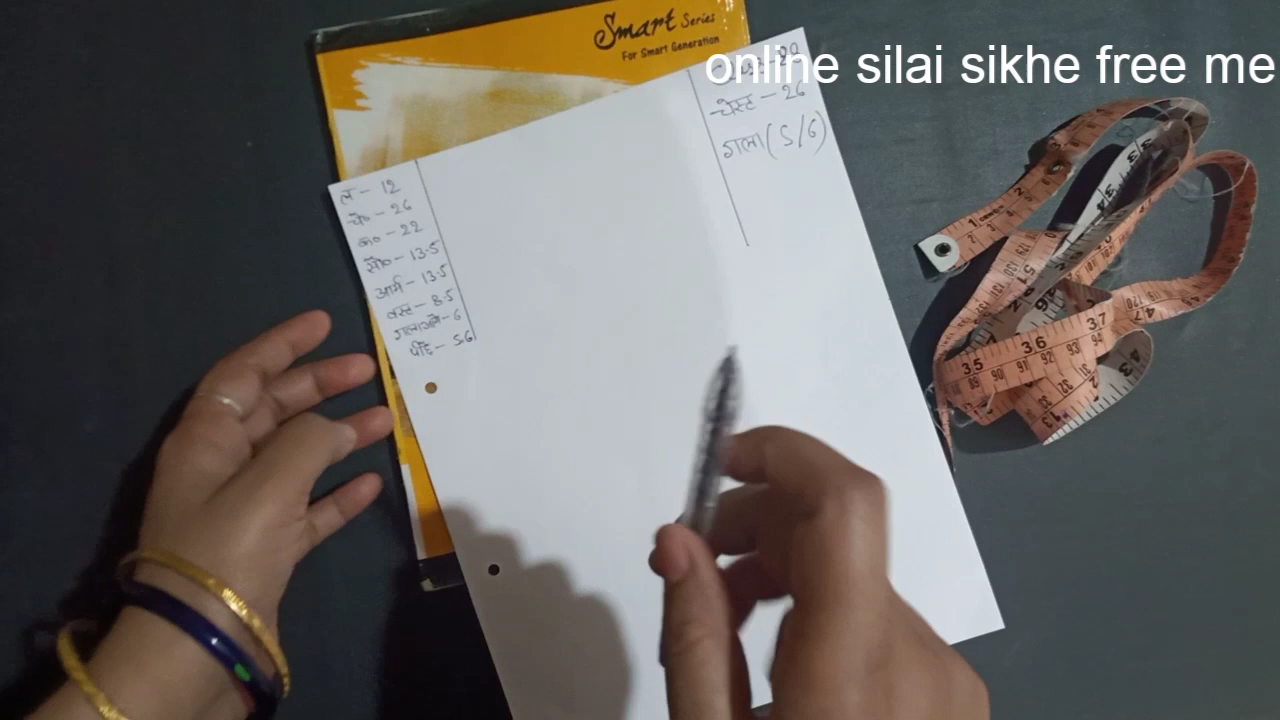 Smart Series
For Smart Generation
online silai sikhe free me
ल - 12
चे० - 26
क० - 22
से०- 13.5
आर्म - 13.5
वेस्ट - 8.5
गलाआगे - 6
पीछे - 5.6
चेस्ट - 26
गला (5/6)